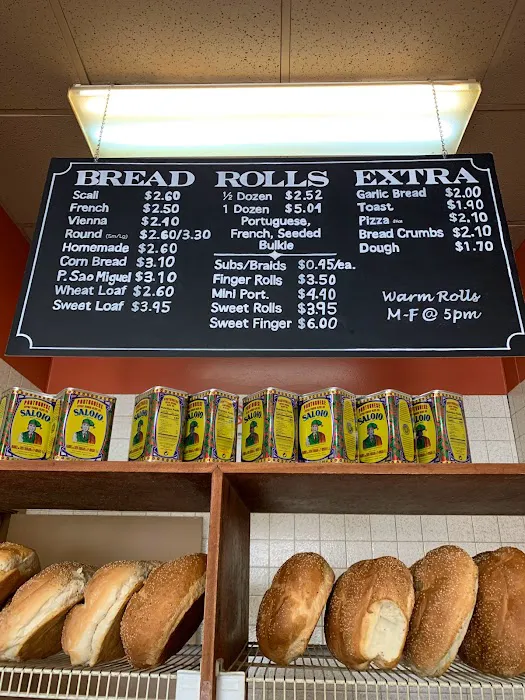 BREAD
Scali $2.60
French $2.50
Vienna $2.40
Round (Sm/Lg) $2.60/3.30
Homemade $2.60
Corn Bread $3.10
P. Sao Miguel $3.10
Wheat Loaf $2.60
Sweet Loaf $3.95
ROLLS
½ Dozen $2.52
1 Dozen $5.04
Portuguese,
French, Seeded
Bulkie
Subs/Braids $0.45/ea.
Finger Rolls $3.50
Mini Port. $4.40
Sweet Rolls $3.95
Sweet Finger $6.00
EXTRA
Garlic Bread $2.00
Toast $1.90
Pizza Slice $2.10
Bread Crumbs $2.10
Dough $1.70
Warm Rolls
M-F @ 5pm
PORTUGUESE
SALOIO
PORTUGUESE
SALOIO
SALOIO
SALOIO
SALOIO
PORTUGUESE
SALOIO
SALOIO
SALOIO